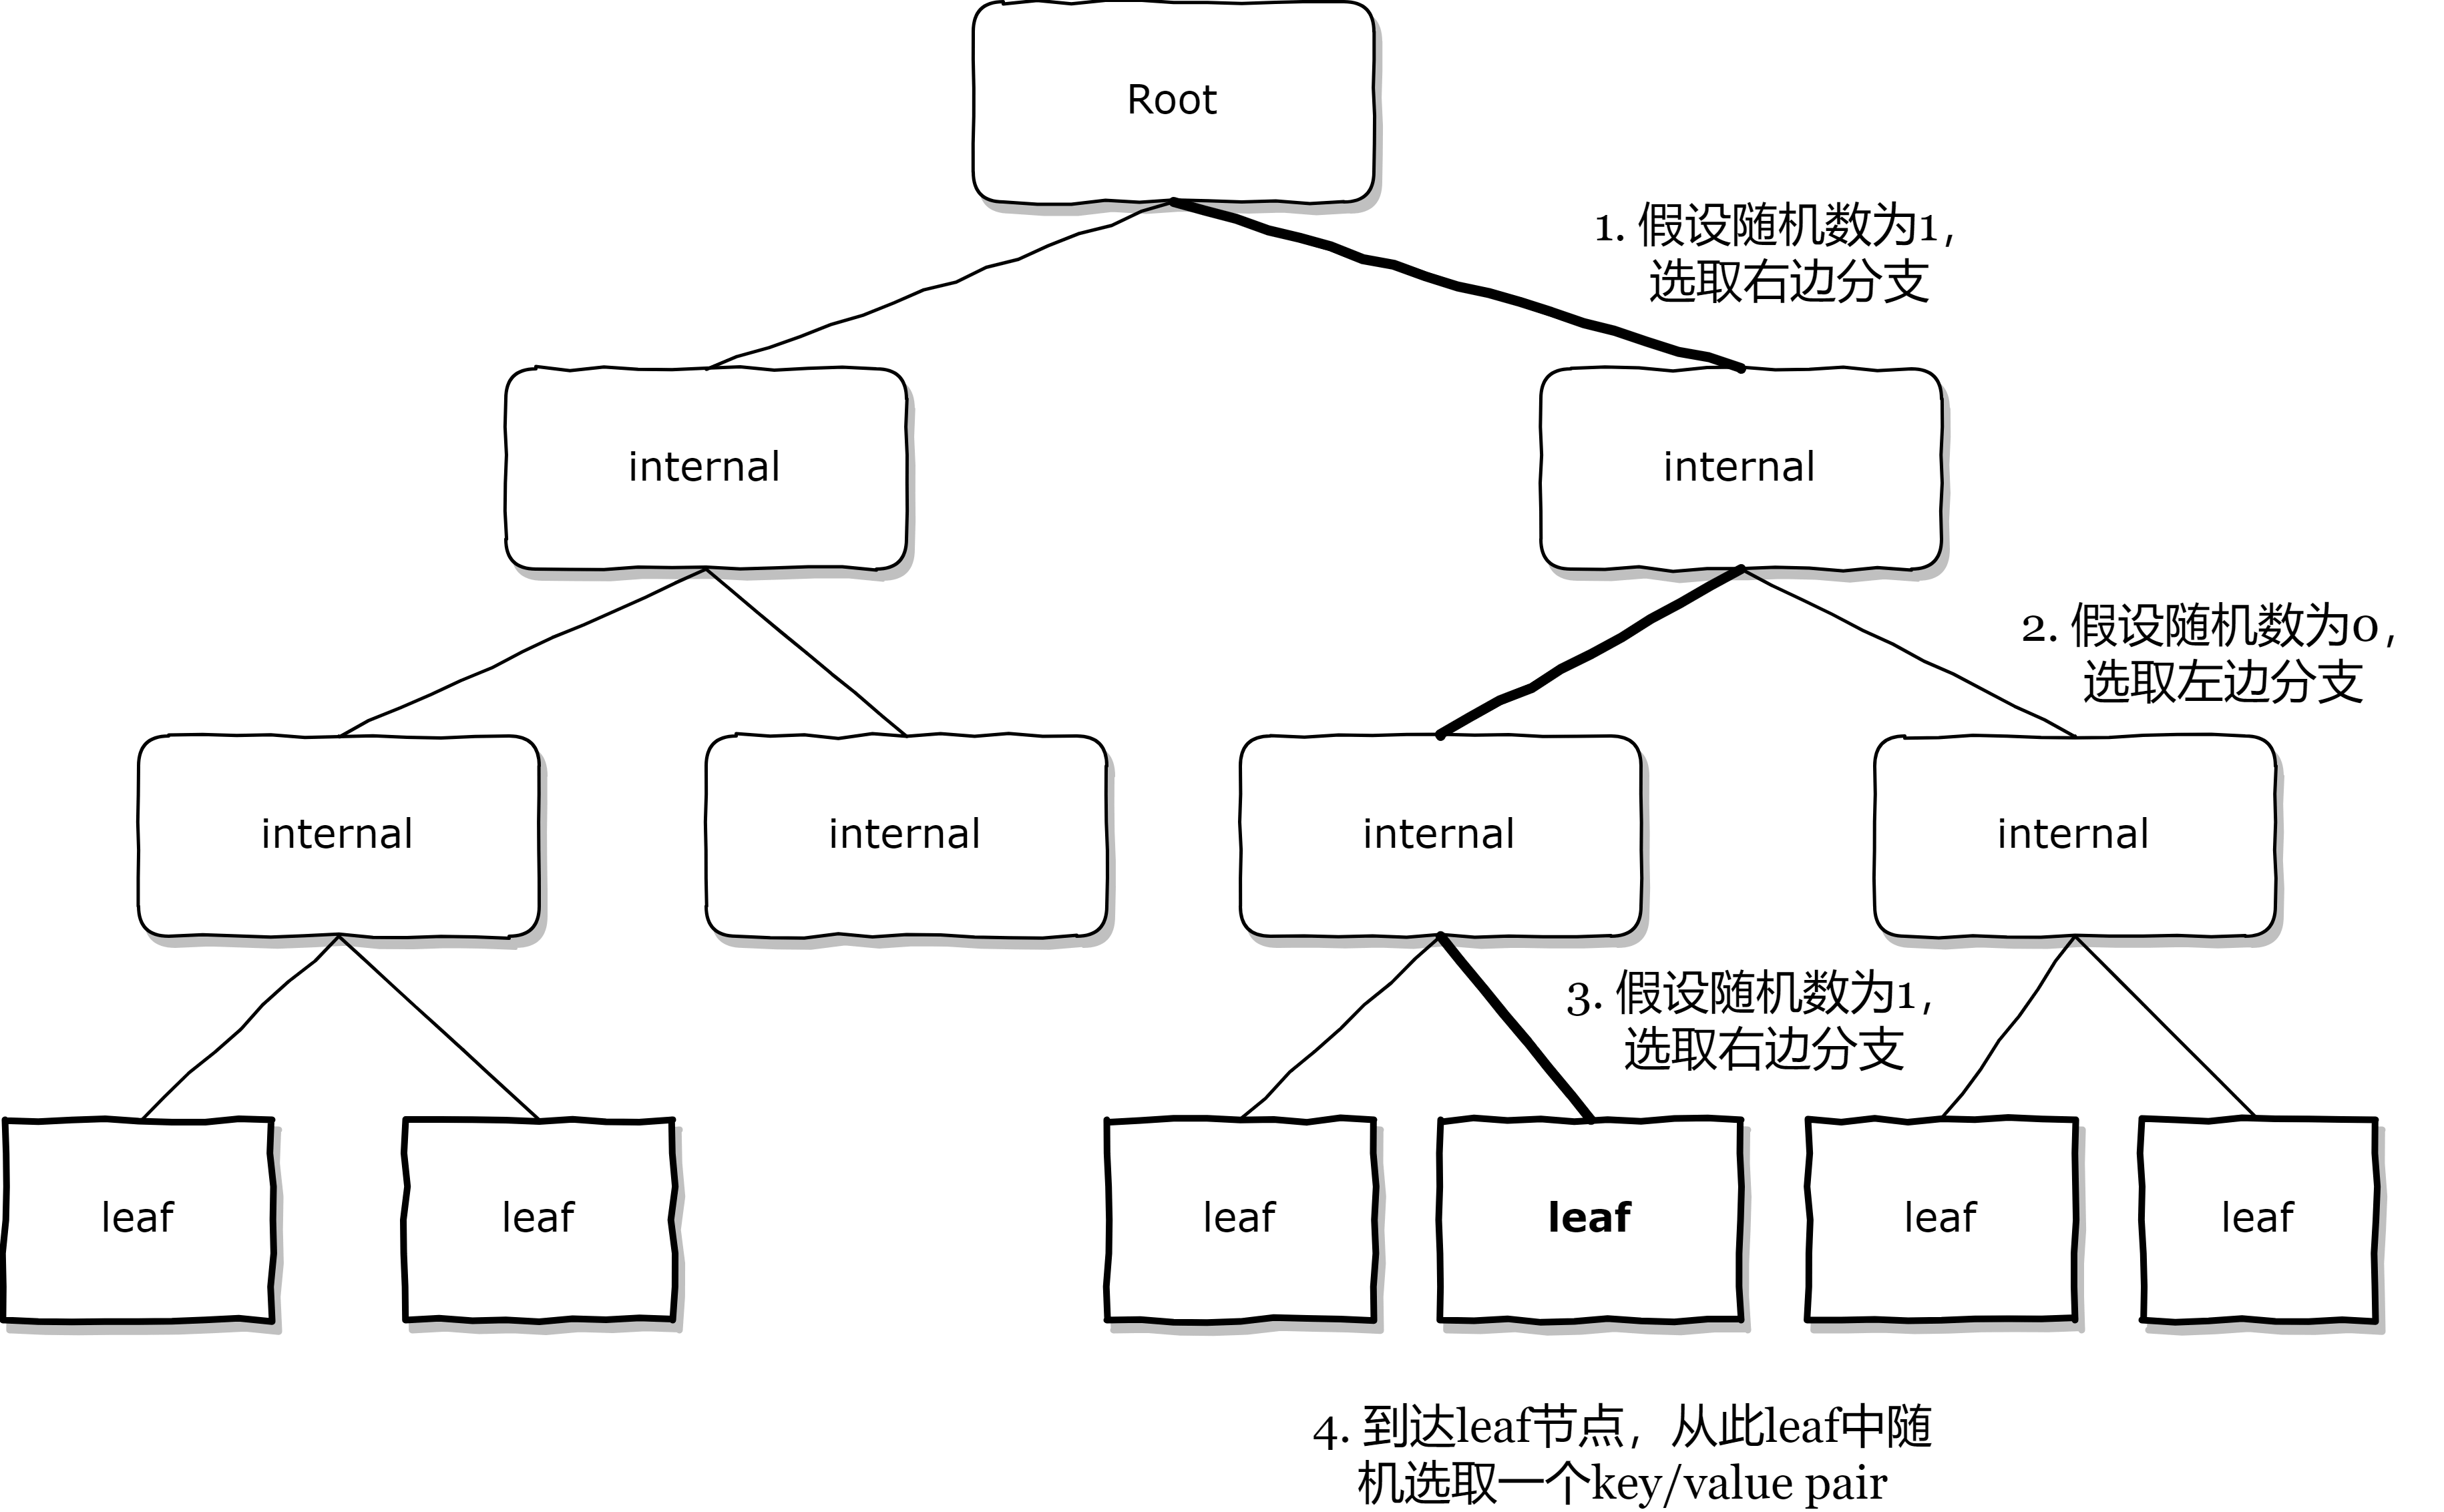 Root
1. 假设随机数为1，
选取右边分支
internal
internal
2. 假设随机数为0，
选取左边分支
internal
internal
internal
internal
3. 假设随机数为1，
选取右边分支
leaf
leaf
leaf
leaf
leaf
leaf
4. 到达leaf节点，从此leaf中随
机选取一个key/value pair